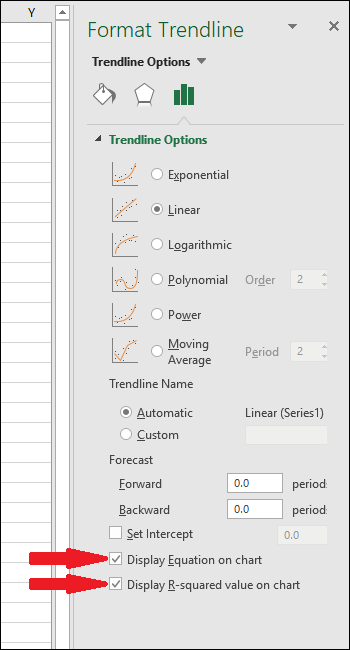 Y
Format Trendline
Trendline Options
Trendline Options
Exponential
Linear
Logarithmic
Polynomial Order 2
Power
Moving
Average Period 2
Trendline Name
Automatic Linear (Series1)
Custom
Forecast
Forward 0.0 period
Backward 0.0 period
Set Intercept 0.0
Display Equation on chart
Display R-squared value on chart